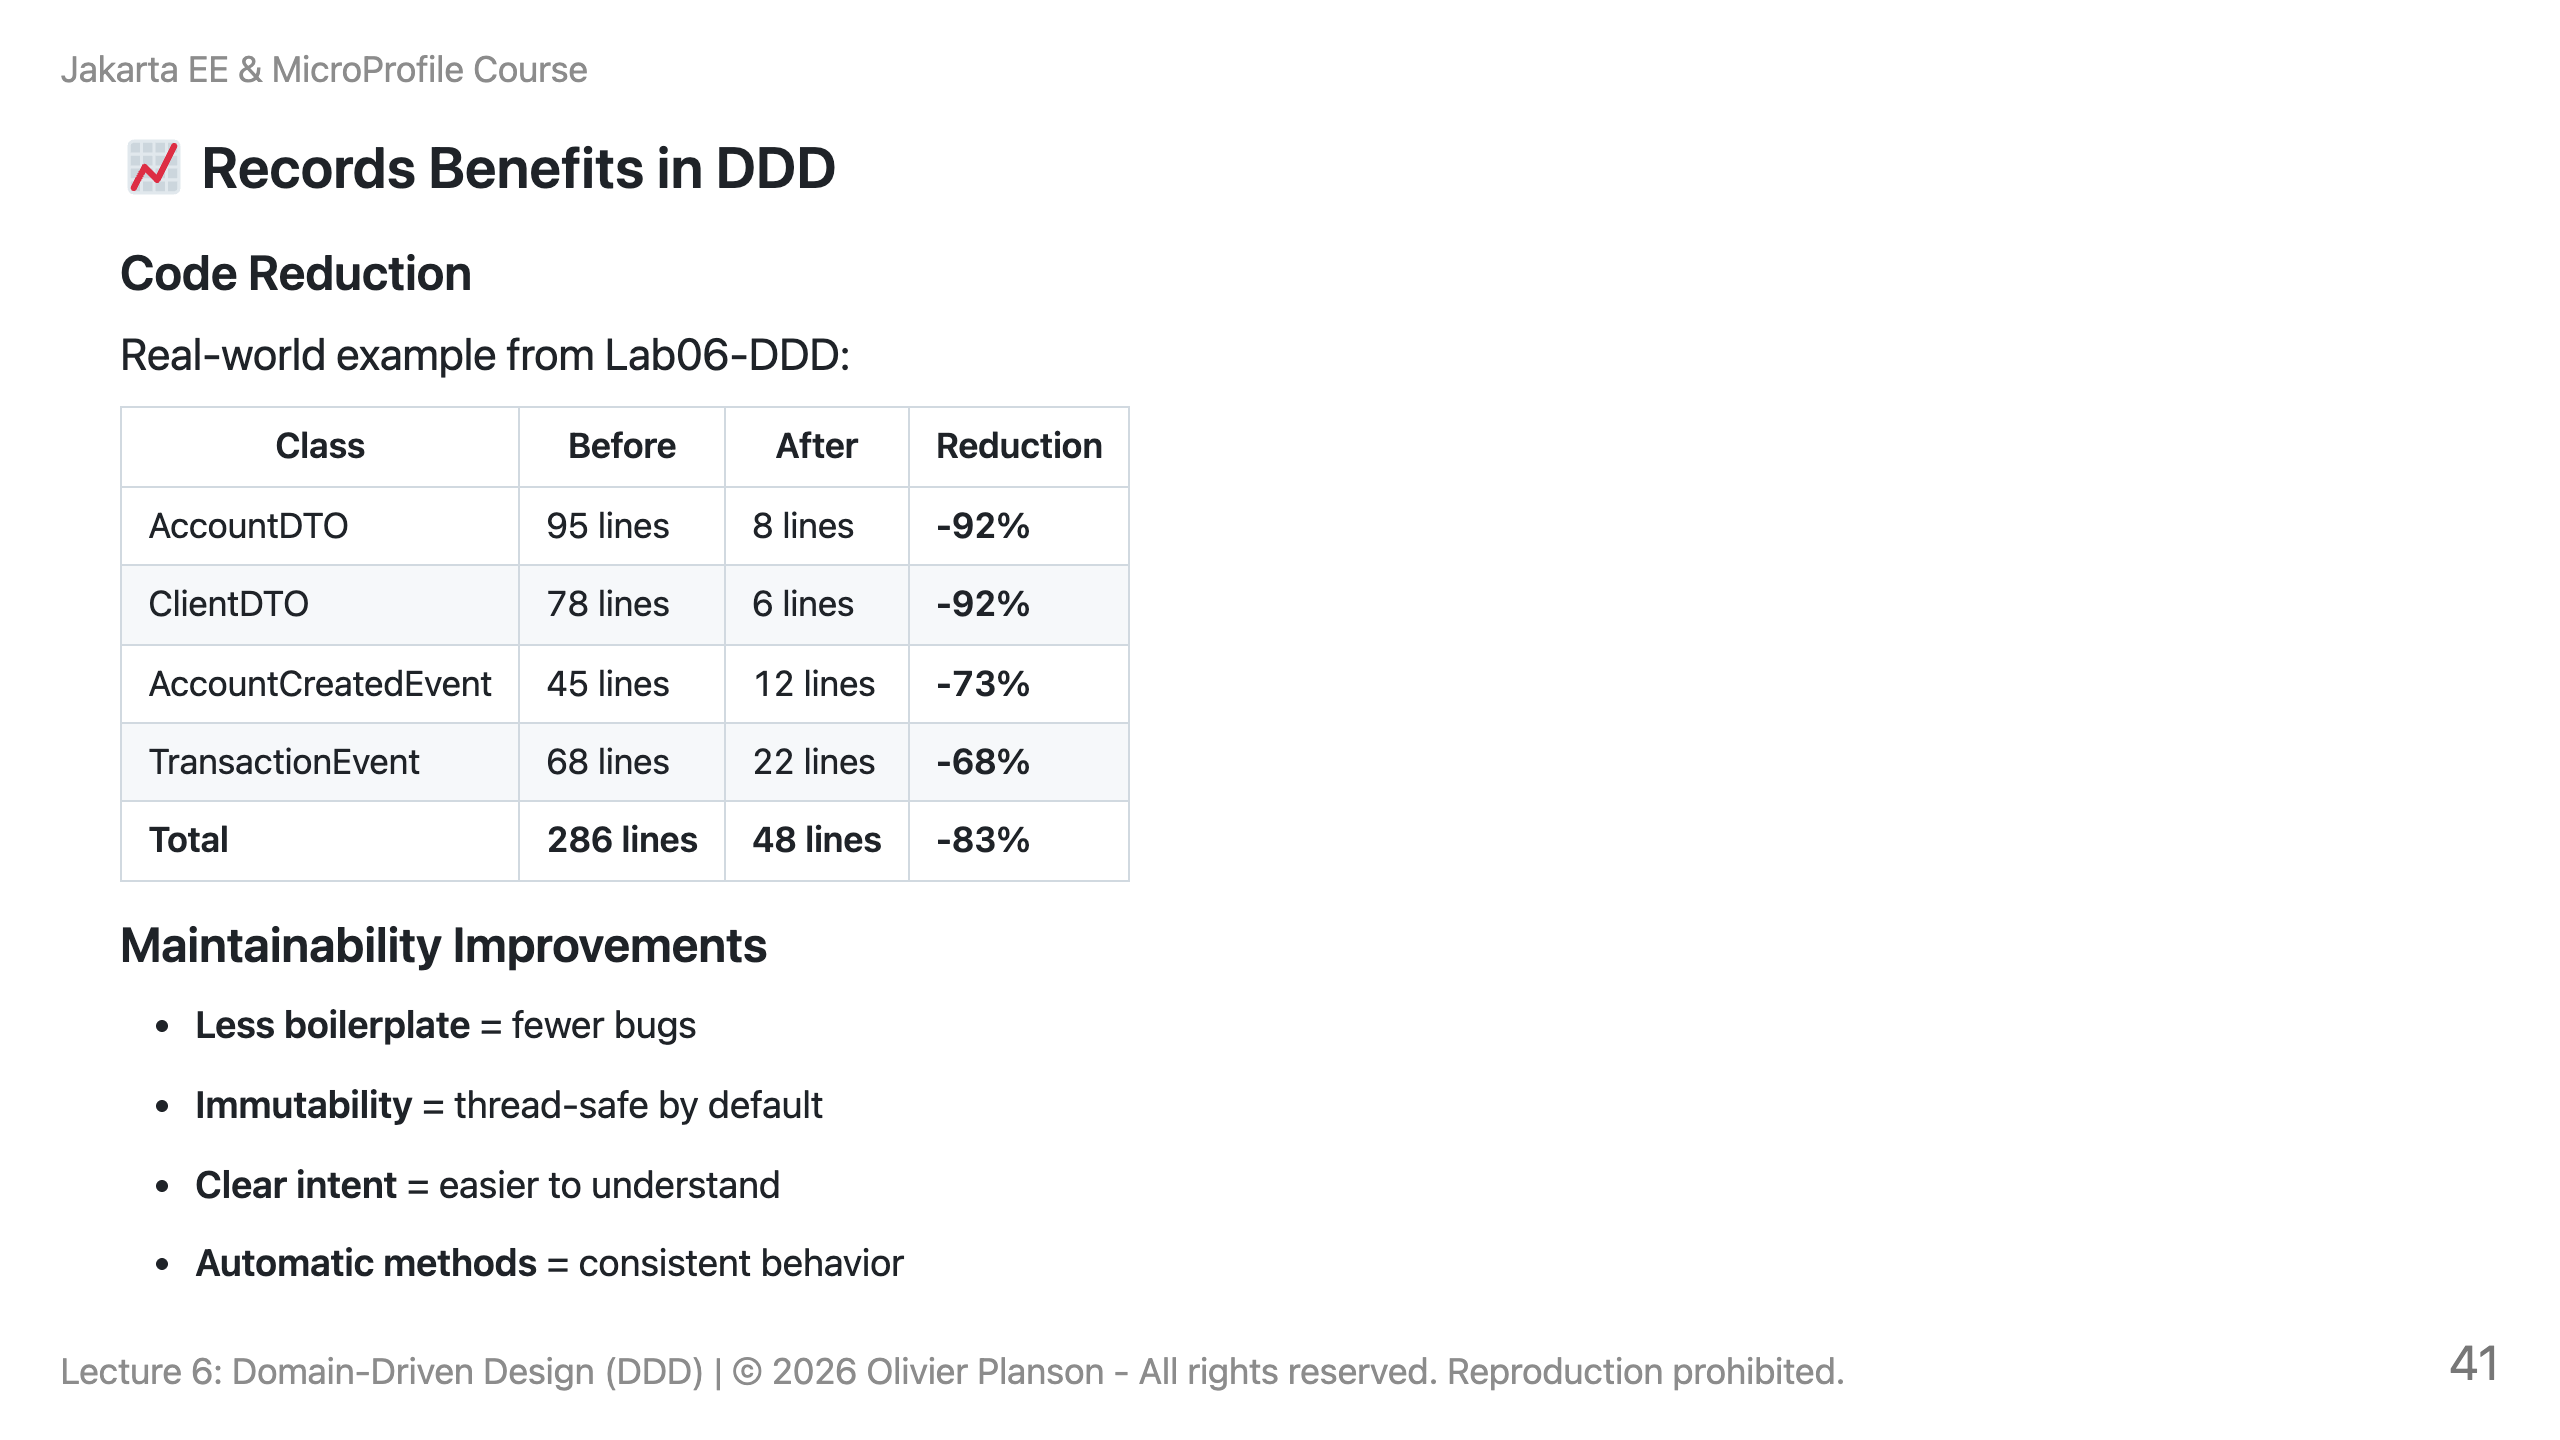 Jakarta EE & MicroProfile Course
📈 Records Benefits in DDD
Code Reduction
Real-world example from Lab06-DDD:
Class Before After Reduction
AccountDTO 95 lines 8 lines -92%
ClientDTO 78 lines 6 lines -92%
AccountCreatedEvent 45 lines 12 lines -73%
TransactionEvent 68 lines 22 lines -68%
Total 286 lines 48 lines -83%
Maintainability Improvements
• Less boilerplate = fewer bugs
• Immutability = thread-safe by default
• Clear intent = easier to understand
• Automatic methods = consistent behavior
Lecture 6: Domain-Driven Design (DDD) | © 2026 Olivier Planson - All rights reserved. Reproduction prohibited.
41